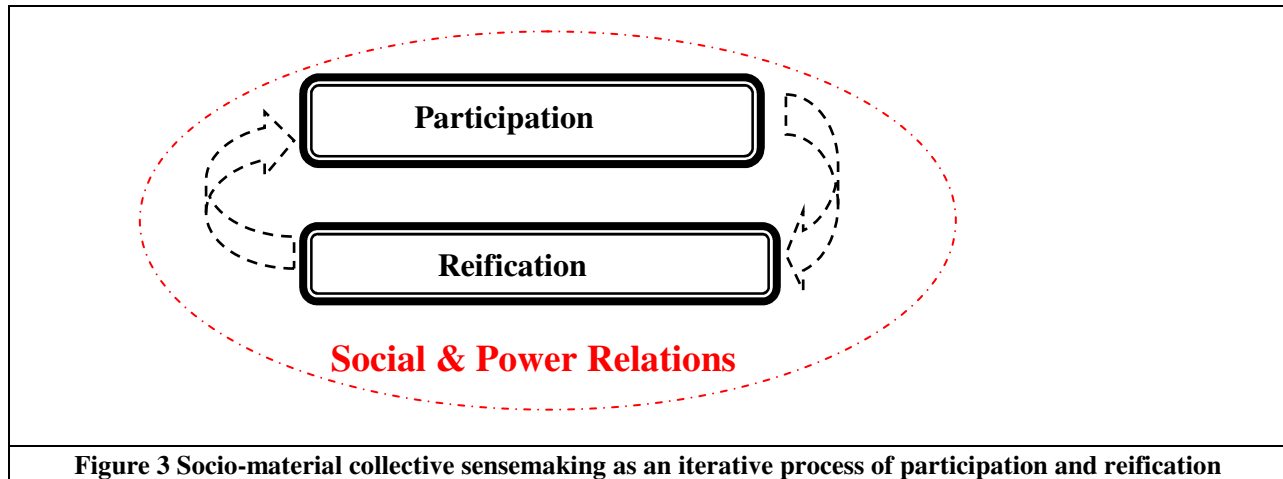 Participation
Reification
Social & Power Relations
Figure 3 Socio-material collective sensemaking as an iterative process of participation and reification